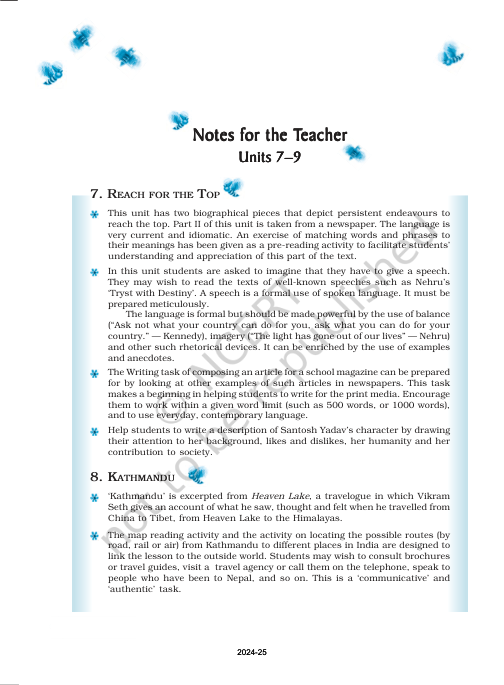 Notes for the Teacher
Units 7–9
7. REACH FOR THE TOP
This unit has two biographical pieces that depict persistent endeavours to
reach the top. Part II of this unit is taken from a newspaper. The language is
very current and idiomatic. An exercise of matching words and phrases to
their meanings has been given as a pre-reading activity to facilitate students'
understanding and appreciation of this part of the text.
In this unit students are asked to imagine that they have to give a speech.
They may wish to read the texts of well-known speeches such as Nehru's
'Tryst with Destiny'. A speech is a formal use of spoken language. It must be
prepared meticulously.
The language is formal but should be made powerful by the use of balance
("Ask not what your country can do for you, ask what you can do for your
country." — Kennedy), imagery ("The light has gone out of our lives" — Nehru)
and other such rhetorical devices. It can be enriched by the use of examples
and anecdotes.
The Writing task of composing an article for a school magazine can be prepared
for by looking at other examples of such articles in newspapers. This task
makes a beginning in helping students to write for the print media. Encourage
them to work within a given word limit (such as 500 words, or 1000 words),
and to use everyday, contemporary language.
Help students to write a description of Santosh Yadav's character by drawing
their attention to her background, likes and dislikes, her humanity and her
contribution to society.
8. KATHMANDU
'Kathmandu' is excerpted from Heaven Lake, a travelogue in which Vikram
Seth gives an account of what he saw, thought and felt when he travelled from
China to Tibet, from Heaven Lake to the Himalayas.
The map reading activity and the activity on locating the possible routes (by
road, rail or air) from Kathmandu to different places in India are designed to
link the lesson to the outside world. Students may wish to consult brochures
or travel guides, visit a travel agency or call them on the telephone, speak to
people who have been to Nepal, and so on. This is a 'communicative' and
'authentic' task.
© NCERT
not to be republished
2024-25